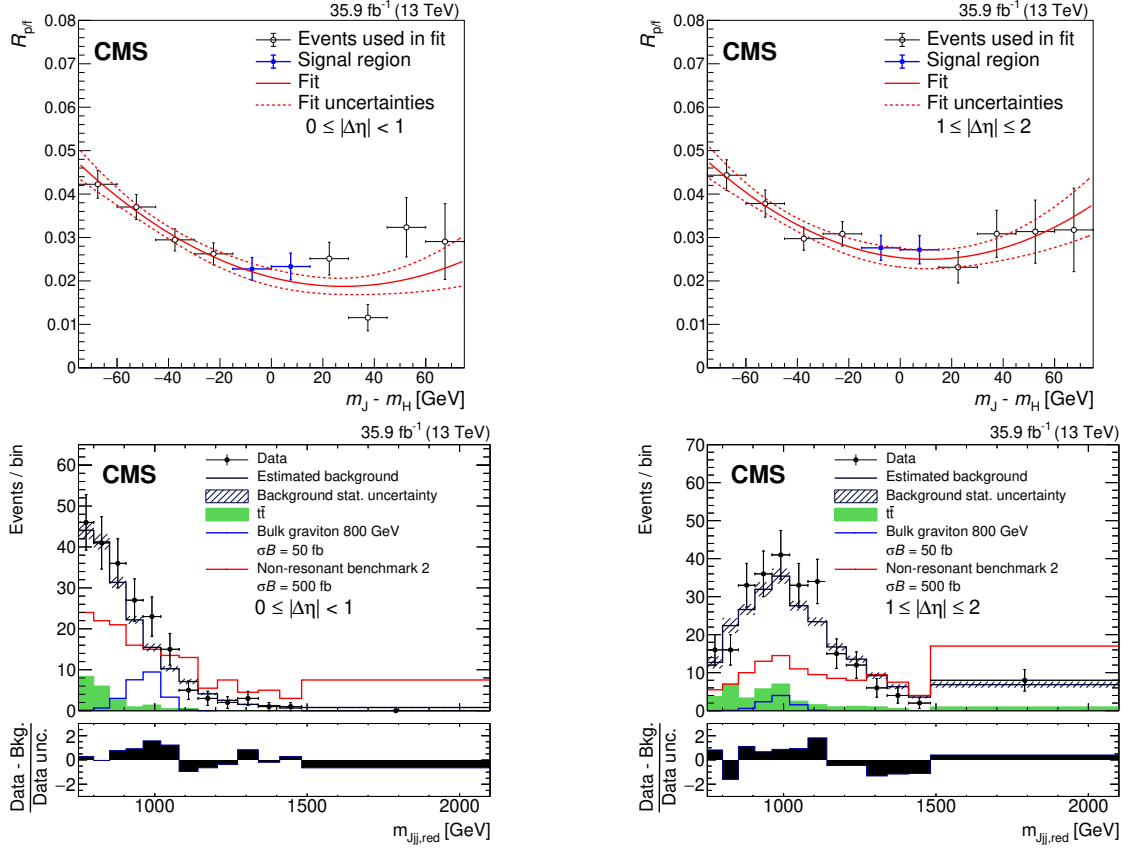 35.9 fb⁻¹ (13 TeV)
R_p/f
0.08
0.07
0.06
0.05
0.04
0.03
0.02
0.01
0
CMS
Events used in fit
Signal region
Fit
Fit uncertainties
0 ≤ |Δη| < 1
−60 −40 −20 0 20 40 60
m_J - m_H [GeV]
35.9 fb⁻¹ (13 TeV)
R_p/f
0.08
0.07
0.06
0.05
0.04
0.03
0.02
0.01
0
CMS
Events used in fit
Signal region
Fit
Fit uncertainties
1 ≤ |Δη| ≤ 2
−60 −40 −20 0 20 40 60
m_J - m_H [GeV]
35.9 fb⁻¹ (13 TeV)
Events / bin
60
50
40
30
20
10
0
CMS
Data
Estimated background
Background stat. uncertainty
tt̄
Bulk graviton 800 GeV
σB = 50 fb
Non-resonant benchmark 2
σB = 500 fb
0 ≤ |Δη| < 1
Data - Bkg.
Data unc.
2
0
−2
1000 1500 2000
m_Jjj,red [GeV]
35.9 fb⁻¹ (13 TeV)
Events / bin
70
60
50
40
30
20
10
0
CMS
Data
Estimated background
Background stat. uncertainty
tt̄
Bulk graviton 800 GeV
σB = 50 fb
Non-resonant benchmark 2
σB = 500 fb
1 ≤ |Δη| ≤ 2
Data - Bkg.
Data unc.
2
0
−2
1000 1500 2000
m_Jjj,red [GeV]